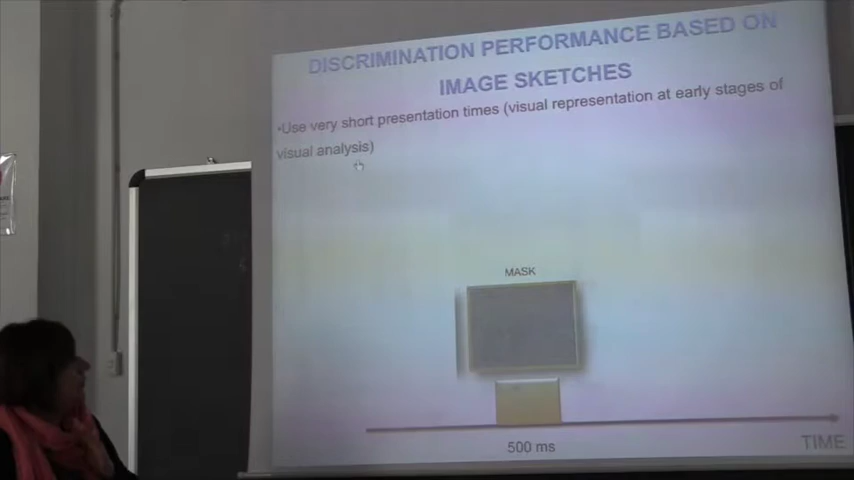 DISCRIMINATION PERFORMANCE BASED ON
IMAGE SKETCHES
•Use very short presentation times (visual representation at early stages of
visual analysis)
MASK
500 ms
TIME